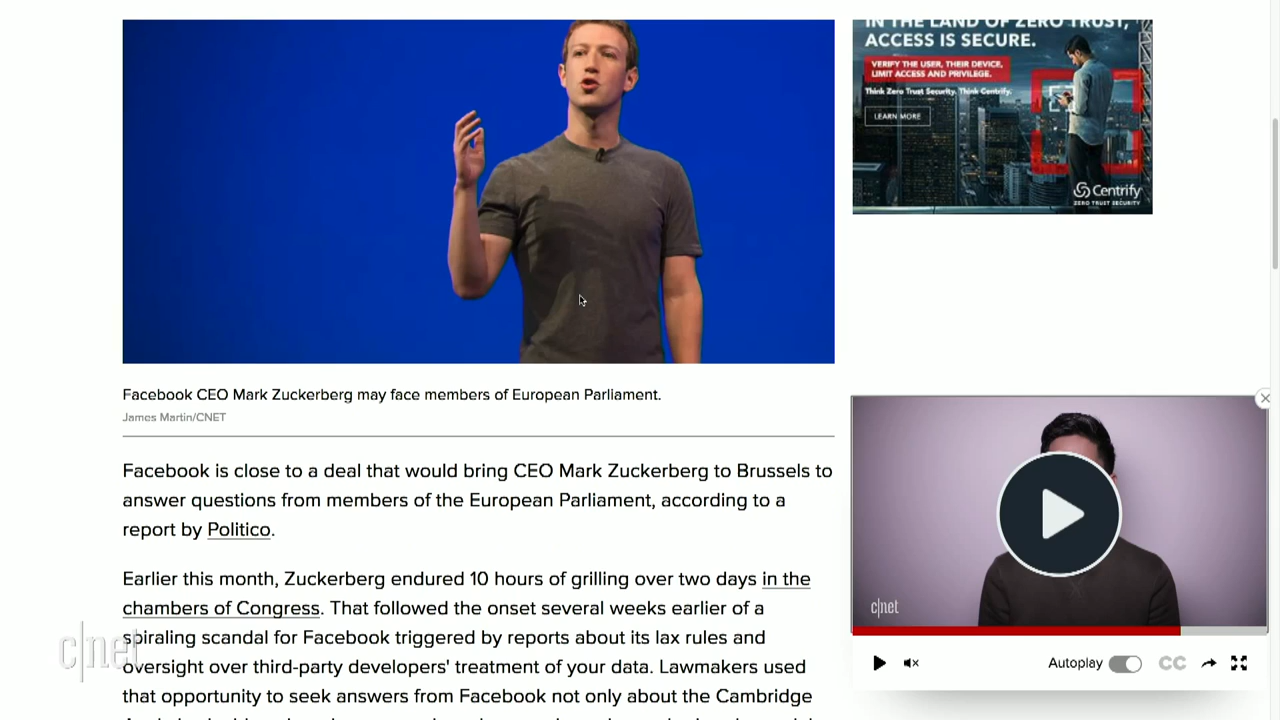 IN THE LAND OF ZERO TRUST,
ACCESS IS SECURE.
VERIFY THE USER, THEIR DEVICE,
LIMIT ACCESS AND PRIVILEGE.
Think Zero Trust Security. Think Centrify.
LEARN MORE
Centrify
ZERO TRUST SECURITY
Facebook CEO Mark Zuckerberg may face members of European Parliament.
James Martin/CNET
Facebook is close to a deal that would bring CEO Mark Zuckerberg to Brussels to
answer questions from members of the European Parliament, according to a
report by Politico.
Earlier this month, Zuckerberg endured 10 hours of grilling over two days in the
chambers of Congress. That followed the onset several weeks earlier of a
spiraling scandal for Facebook triggered by reports about its lax rules and
oversight over third-party developers' treatment of your data. Lawmakers used
that opportunity to seek answers from Facebook not only about the Cambridge
c|net
c|net
Autoplay
CC